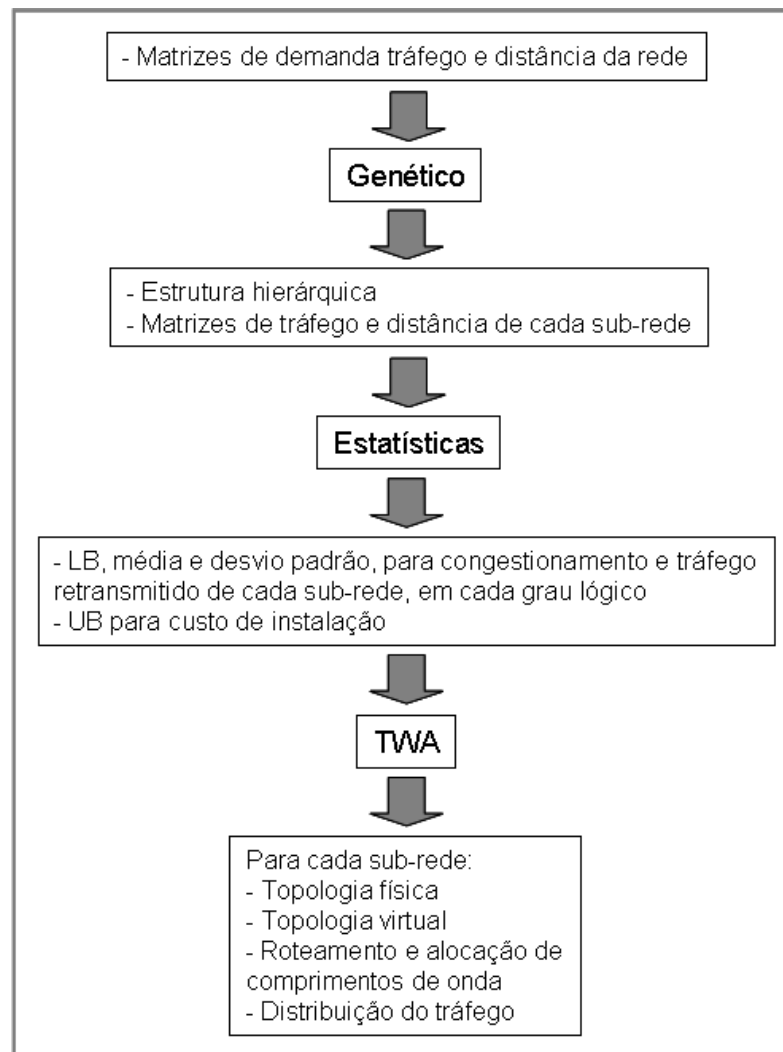 - Matrizes de demanda tráfego e distância da rede
Genético
- Estrutura hierárquica
- Matrizes de tráfego e distância de cada sub-rede
Estatísticas
- LB, média e desvio padrão, para congestionamento e tráfego
retransmitido de cada sub-rede, em cada grau lógico
- UB para custo de instalação
TWA
Para cada sub-rede:
- Topologia física
- Topologia virtual
- Roteamento e alocação de
comprimentos de onda
- Distribuição do tráfego